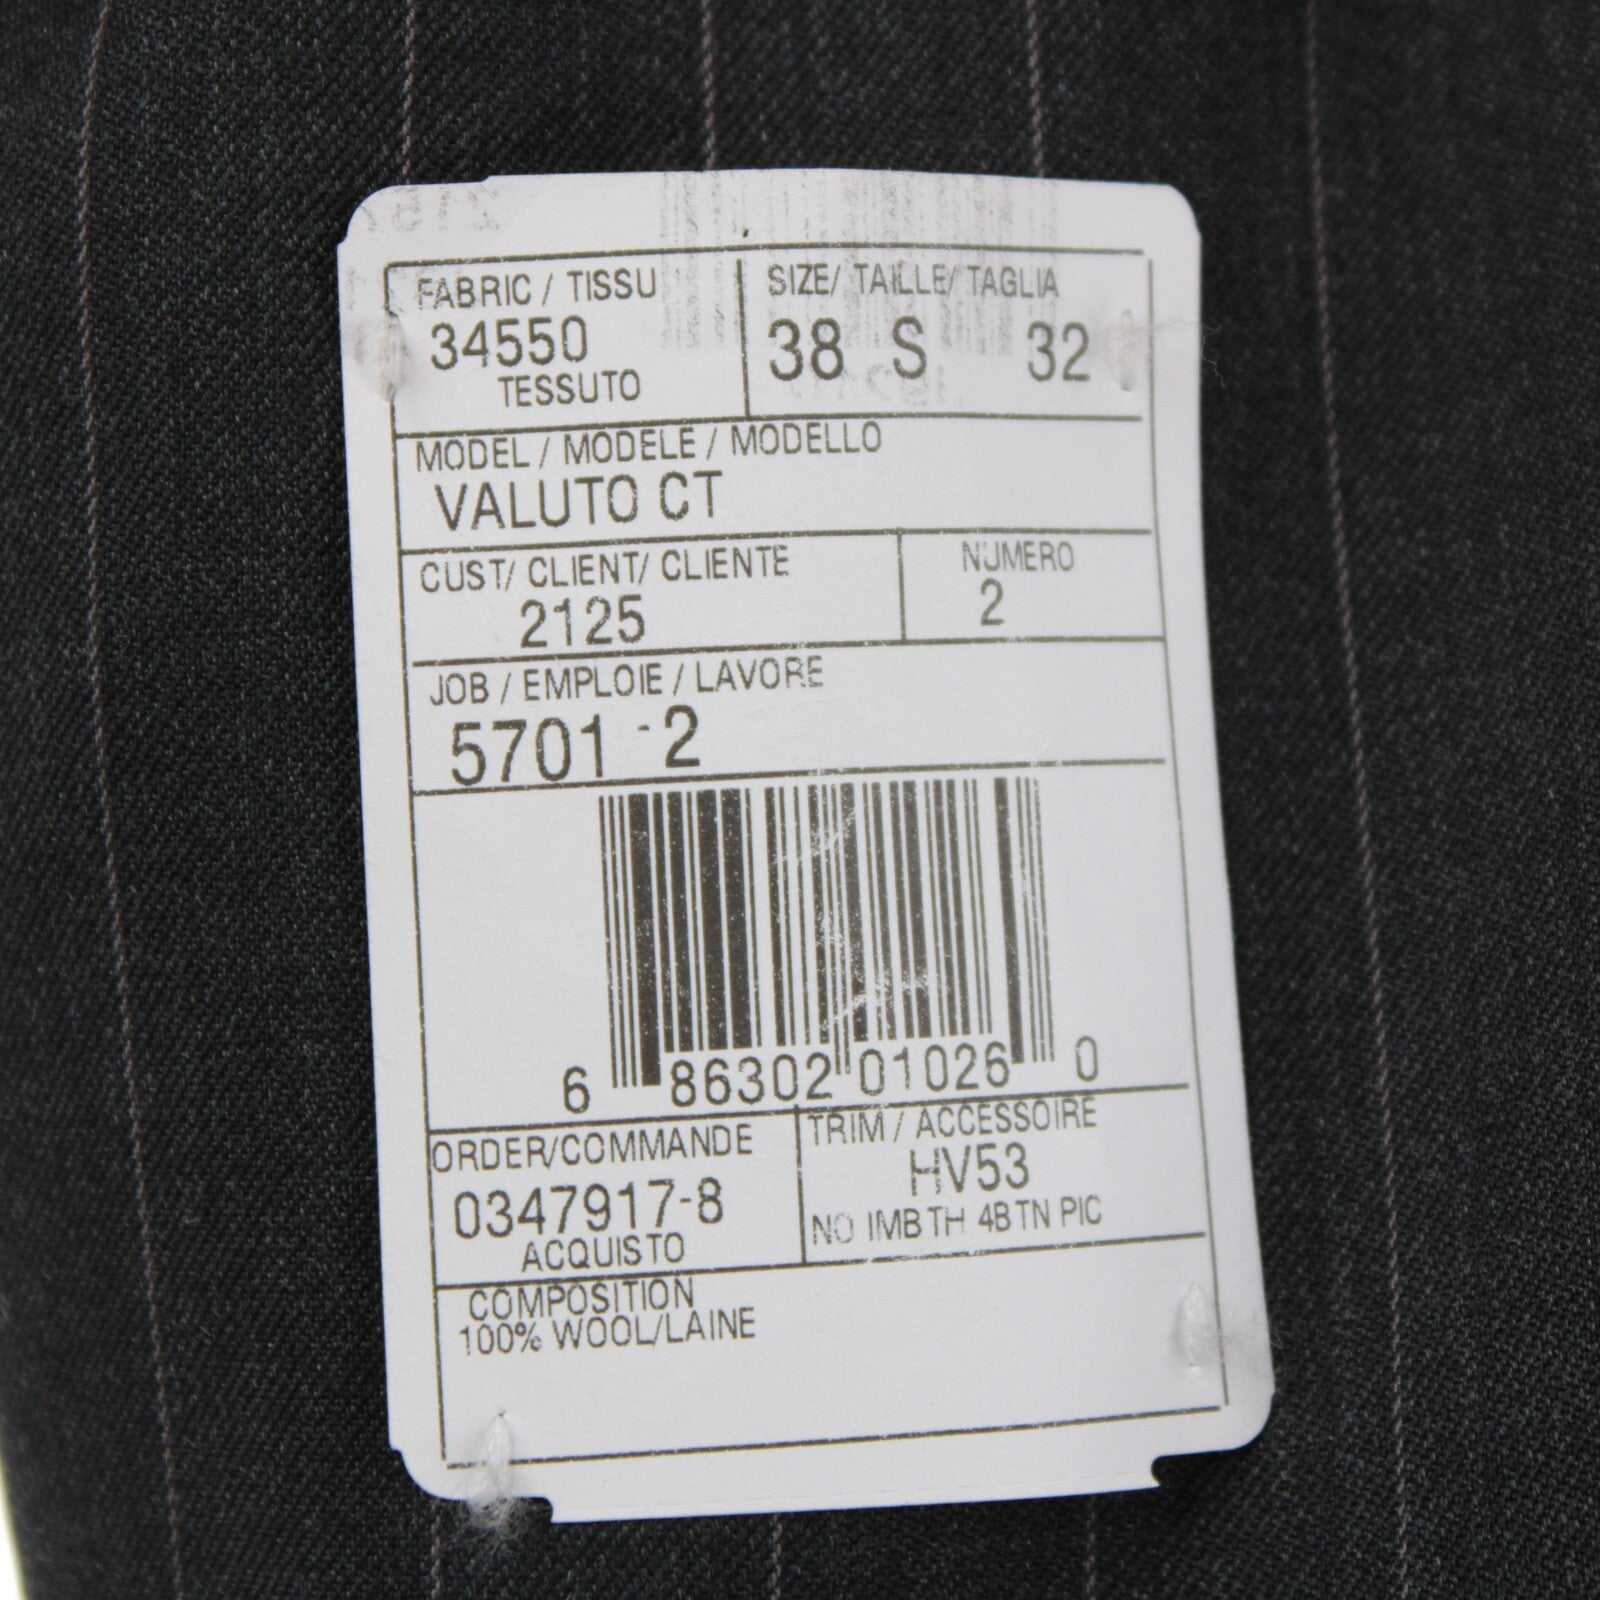 FABRIC / TISSU
34550
TESSUTO
SIZE/ TAILLE/ TAGLIA
38 S 32
MODEL / MODELE / MODELLO
VALUTO CT
CUST/ CLIENT/ CLIENTE
2125
NUMERO
2
JOB / EMPLOIE / LAVORE
5701 - 2
6 86302 01026 0
ORDER/COMMANDE
0347917-8
ACQUISTO
TRIM / ACCESSOIRE
HV53
NO IMBTH 4BTN PIC
COMPOSITION
100% WOOL/LAINE